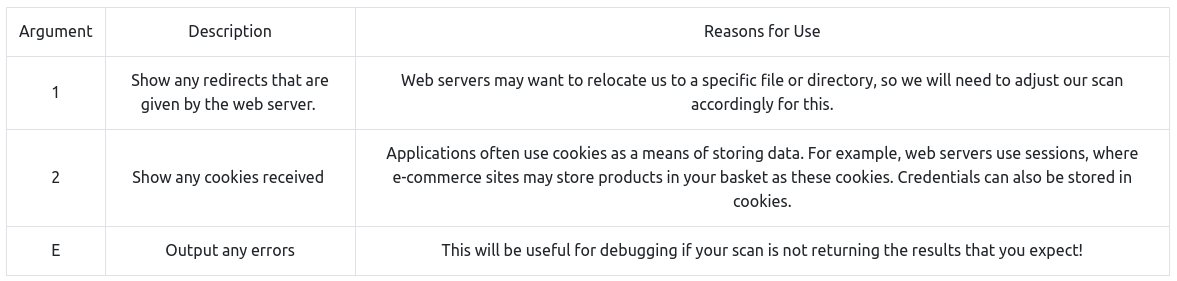 Argument Description Reasons for Use
1 Show any redirects that are given by the web server. Web servers may want to relocate us to a specific file or directory, so we will need to adjust our scan accordingly for this.
2 Show any cookies received Applications often use cookies as a means of storing data. For example, web servers use sessions, where e-commerce sites may store products in your basket as these cookies. Credentials can also be stored in cookies.
E Output any errors This will be useful for debugging if your scan is not returning the results that you expect!